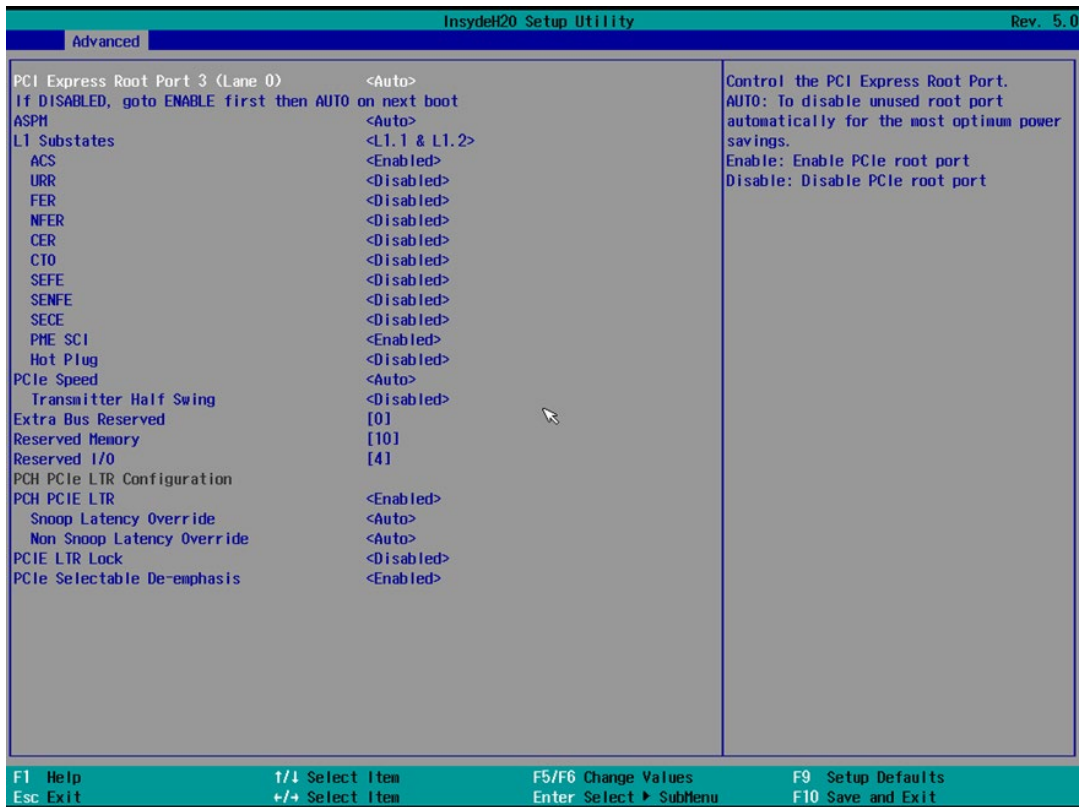 InsydeH20 Setup Utility Rev. 5.0
Advanced
PCI Express Root Port 3 (Lane 0) <Auto>
If DISABLED, goto ENABLE first then AUTO on next boot
ASPM <Auto>
L1 Substates <L1.1 & L1.2>
ACS <Enabled>
URR <Disabled>
FER <Disabled>
NFER <Disabled>
CER <Disabled>
CTO <Disabled>
SEFE <Disabled>
SENFE <Disabled>
SECE <Disabled>
PME SCI <Enabled>
Hot Plug <Disabled>
PCIe Speed <Auto>
Transmitter Half Swing <Disabled>
Extra Bus Reserved [0]
Reserved Memory [10]
Reserved I/O [4]
PCH PCIe LTR Configuration
PCH PCIE LTR <Enabled>
Snoop Latency Override <Auto>
Non Snoop Latency Override <Auto>
PCIE LTR Lock <Disabled>
PCIe Selectable De-emphasis <Enabled>
Control the PCI Express Root Port.
AUTO: To disable unused root port
automatically for the most optimum power
savings.
Enable: Enable PCIe root port
Disable: Disable PCIe root port
F1 Help ↑/↓ Select Item F5/F6 Change Values F9 Setup Defaults
Esc Exit ←/→ Select Item Enter Select ▶ SubMenu F10 Save and Exit